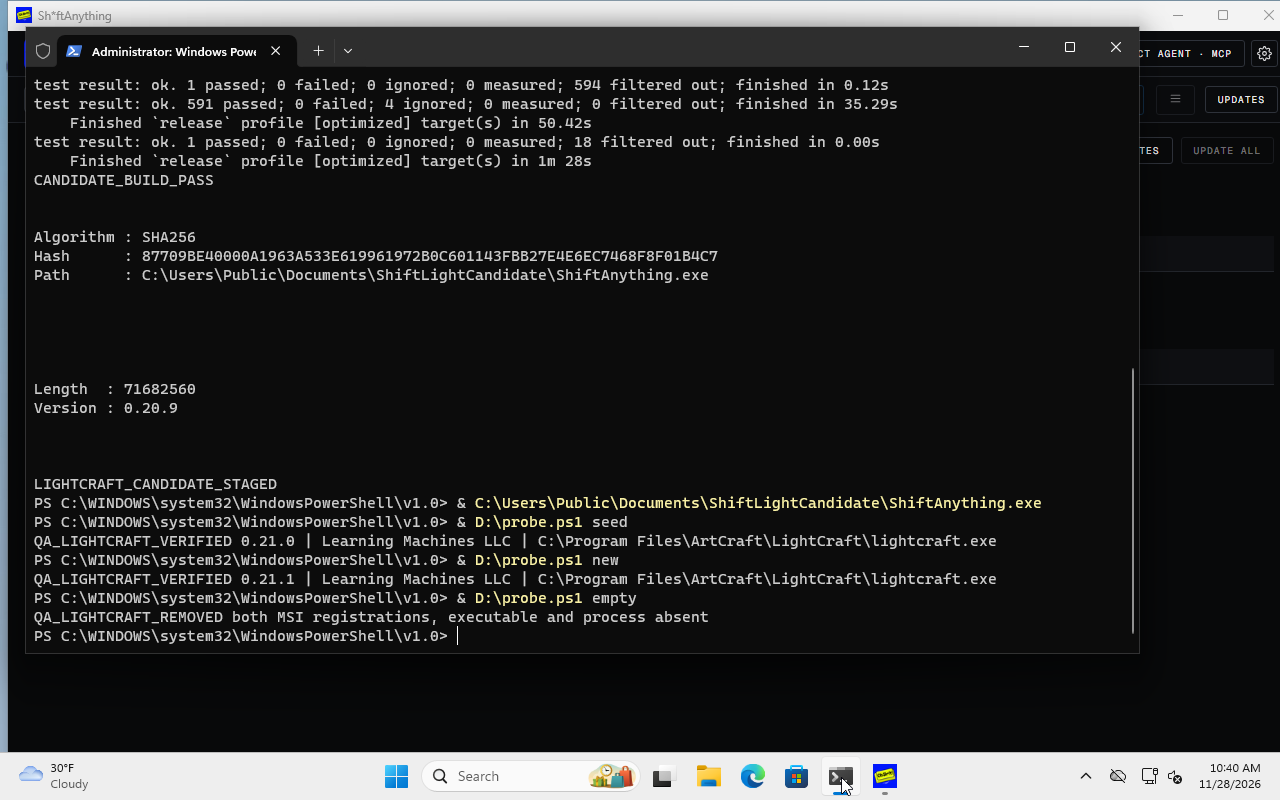 Sh*ftAnything
Administrator: Windows Powe
CT AGENT · MCP
test result: ok. 1 passed; 0 failed; 0 ignored; 0 measured; 594 filtered out; finished in 0.12s
test result: ok. 591 passed; 0 failed; 4 ignored; 0 measured; 0 filtered out; finished in 35.29s
UPDATES
Finished `release` profile [optimized] target(s) in 50.42s
test result: ok. 1 passed; 0 failed; 0 ignored; 0 measured; 18 filtered out; finished in 0.00s
TES
UPDATE ALL
Finished `release` profile [optimized] target(s) in 1m 28s
CANDIDATE_BUILD_PASS
Algorithm : SHA256
Hash : 87709BE40000A1963A533E619961972B0C601143FBB27E4E6EC7468F8F01B4C7
Path : C:\Users\Public\Documents\ShiftLightCandidate\ShiftAnything.exe
Length : 71682560
Version : 0.20.9
LIGHTCRAFT_CANDIDATE_STAGED
PS C:\WINDOWS\system32\WindowsPowerShell\v1.0> & C:\Users\Public\Documents\ShiftLightCandidate\ShiftAnything.exe
PS C:\WINDOWS\system32\WindowsPowerShell\v1.0> & D:\probe.ps1 seed
QA_LIGHTCRAFT_VERIFIED 0.21.0 | Learning Machines LLC | C:\Program Files\ArtCraft\LightCraft\lightcraft.exe
PS C:\WINDOWS\system32\WindowsPowerShell\v1.0> & D:\probe.ps1 new
QA_LIGHTCRAFT_VERIFIED 0.21.1 | Learning Machines LLC | C:\Program Files\ArtCraft\LightCraft\lightcraft.exe
PS C:\WINDOWS\system32\WindowsPowerShell\v1.0> & D:\probe.ps1 empty
QA_LIGHTCRAFT_REMOVED both MSI registrations, executable and process absent
PS C:\WINDOWS\system32\WindowsPowerShell\v1.0>
30°F
Cloudy
Search
10:40 AM
11/28/2026